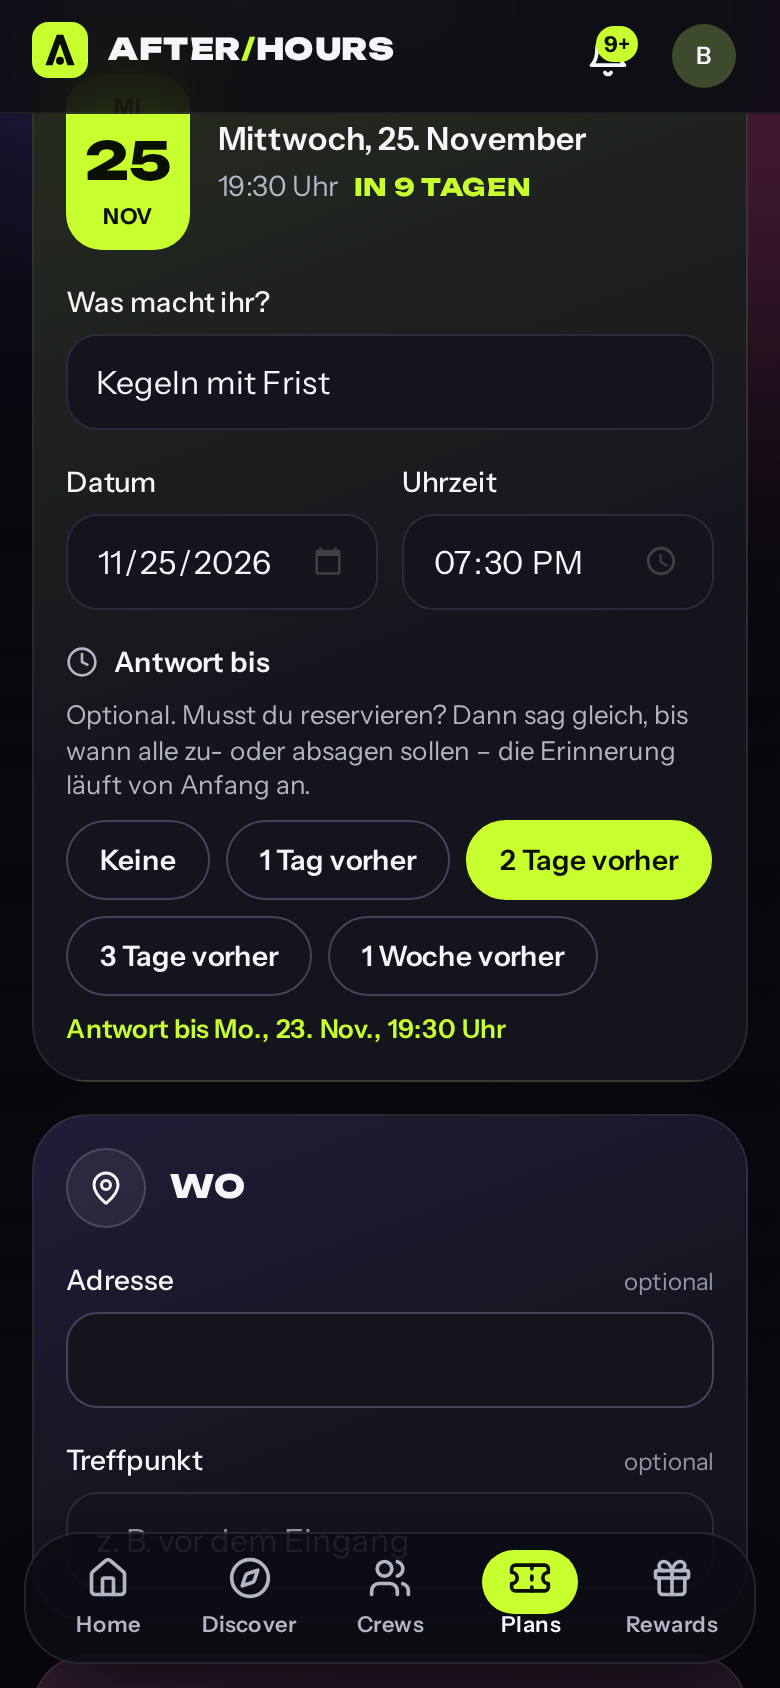 AFTER/HOURS
9+
B
MI
25
NOV
Mittwoch, 25. November
19:30 Uhr IN 9 TAGEN
Was macht ihr?
Kegeln mit Frist
Datum
Uhrzeit
11/25/2026
07:30 PM
Antwort bis
Optional. Musst du reservieren? Dann sag gleich, bis
wann alle zu- oder absagen sollen – die Erinnerung
läuft von Anfang an.
Keine
1 Tag vorher
2 Tage vorher
3 Tage vorher
1 Woche vorher
Antwort bis Mo., 23. Nov., 19:30 Uhr
WO
Adresse
optional
Treffpunkt
optional
z. B. vor dem Eingang
Home
Discover
Crews
Plans
Rewards